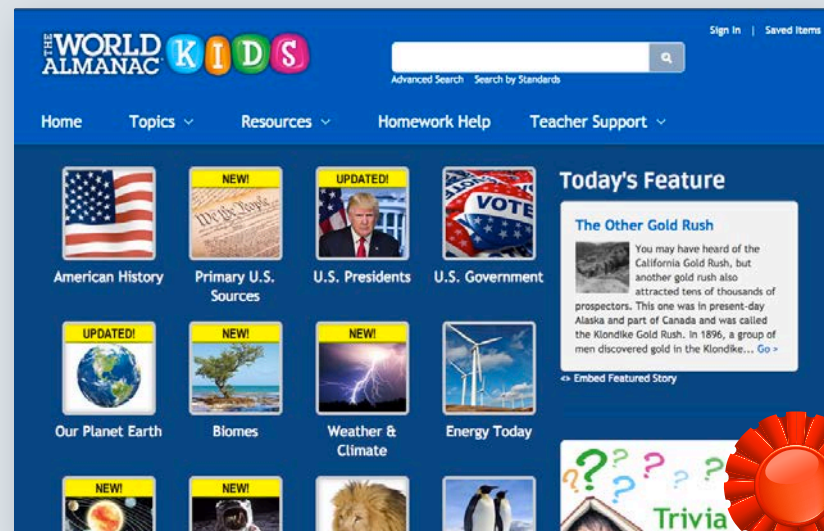 Sign In | Saved Items
THE WORLD ALMANAC KIDS
Advanced Search Search by Standards
Home Topics Resources Homework Help Teacher Support
NEW!
We the People
UPDATED!
VOTE
American History
Primary U.S.
Sources
U.S. Presidents
U.S. Government
Today's Feature
The Other Gold Rush
You may have heard of the
California Gold Rush, but
another gold rush also
attracted tens of thousands of
prospectors. This one was in present-day
Alaska and part of Canada and was called
the Klondike Gold Rush. In 1896, a group of
men discovered gold in the Klondike... Go >
<> Embed Featured Story
UPDATED!
NEW!
NEW!
Our Planet Earth
Biomes
Weather &
Climate
Energy Today
NEW!
NEW!
???? 
Trivia